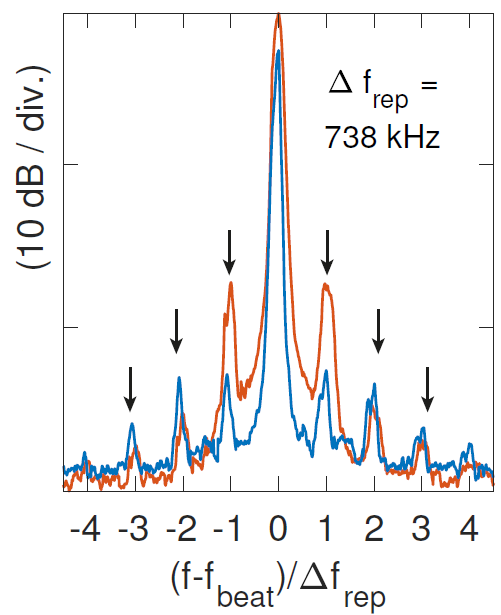 (10 dB / div.)
Δ f_rep =
738 kHz
-4 -3 -2 -1 0 1 2 3 4
(f-f_beat)/Δf_rep